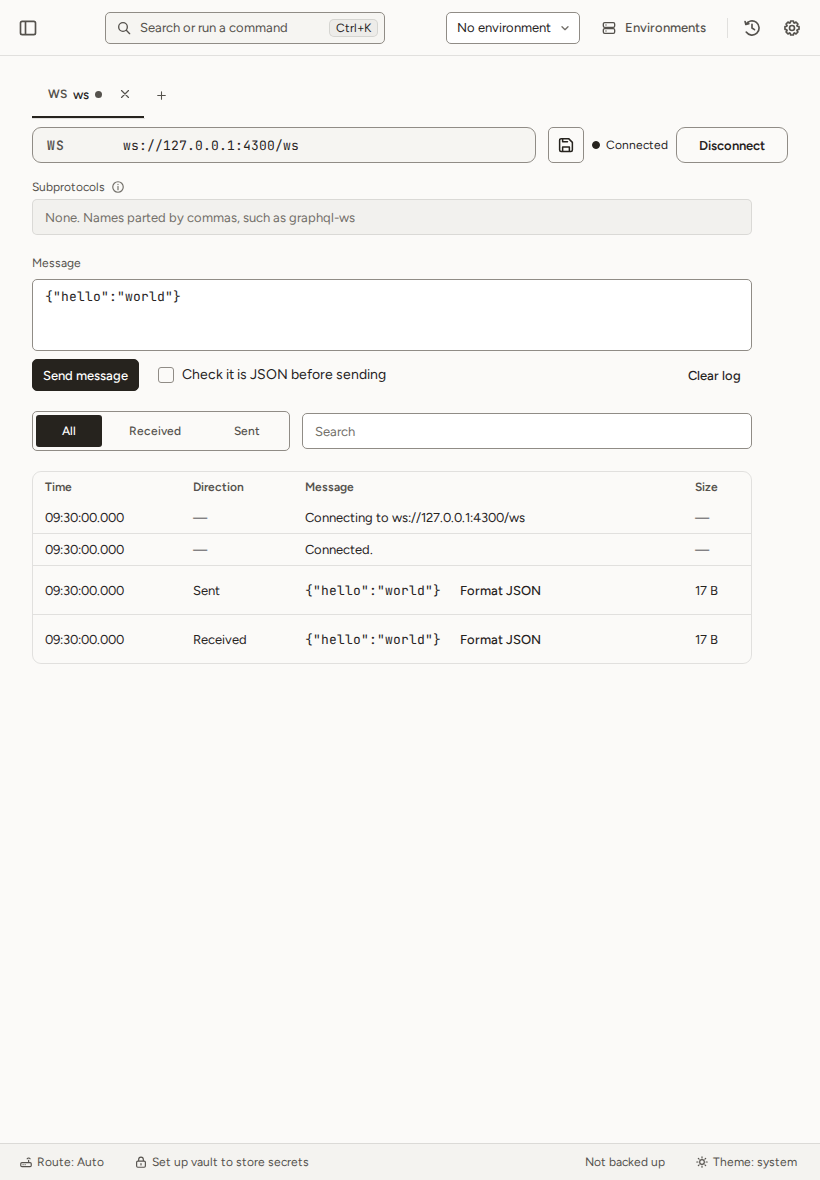 Search or run a command Ctrl+K No environment Environments
WS ws
WS ws://127.0.0.1:4300/ws Connected Disconnect
Subprotocols
None. Names parted by commas, such as graphql-ws
Message
{"hello":"world"}
Send message Check it is JSON before sending Clear log
All Received Sent Search
Time Direction Message Size
09:30:00.000 — Connecting to ws://127.0.0.1:4300/ws —
09:30:00.000 — Connected. —
09:30:00.000 Sent {"hello":"world"} Format JSON 17 B
09:30:00.000 Received {"hello":"world"} Format JSON 17 B
Route: Auto Set up vault to store secrets Not backed up Theme: system